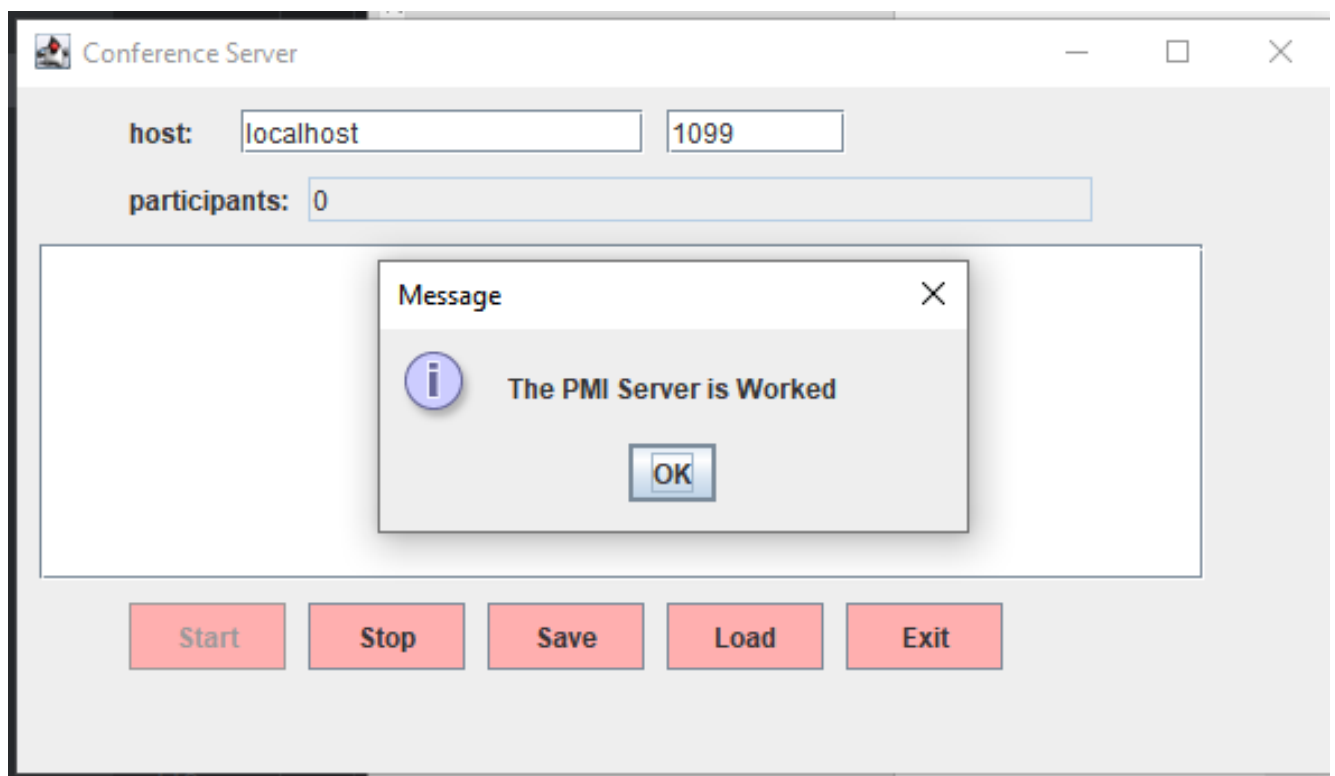 Conference Server
host: localhost 1099
participants: 0
Message
The PMI Server is Worked
OK
Start Stop Save Load Exit